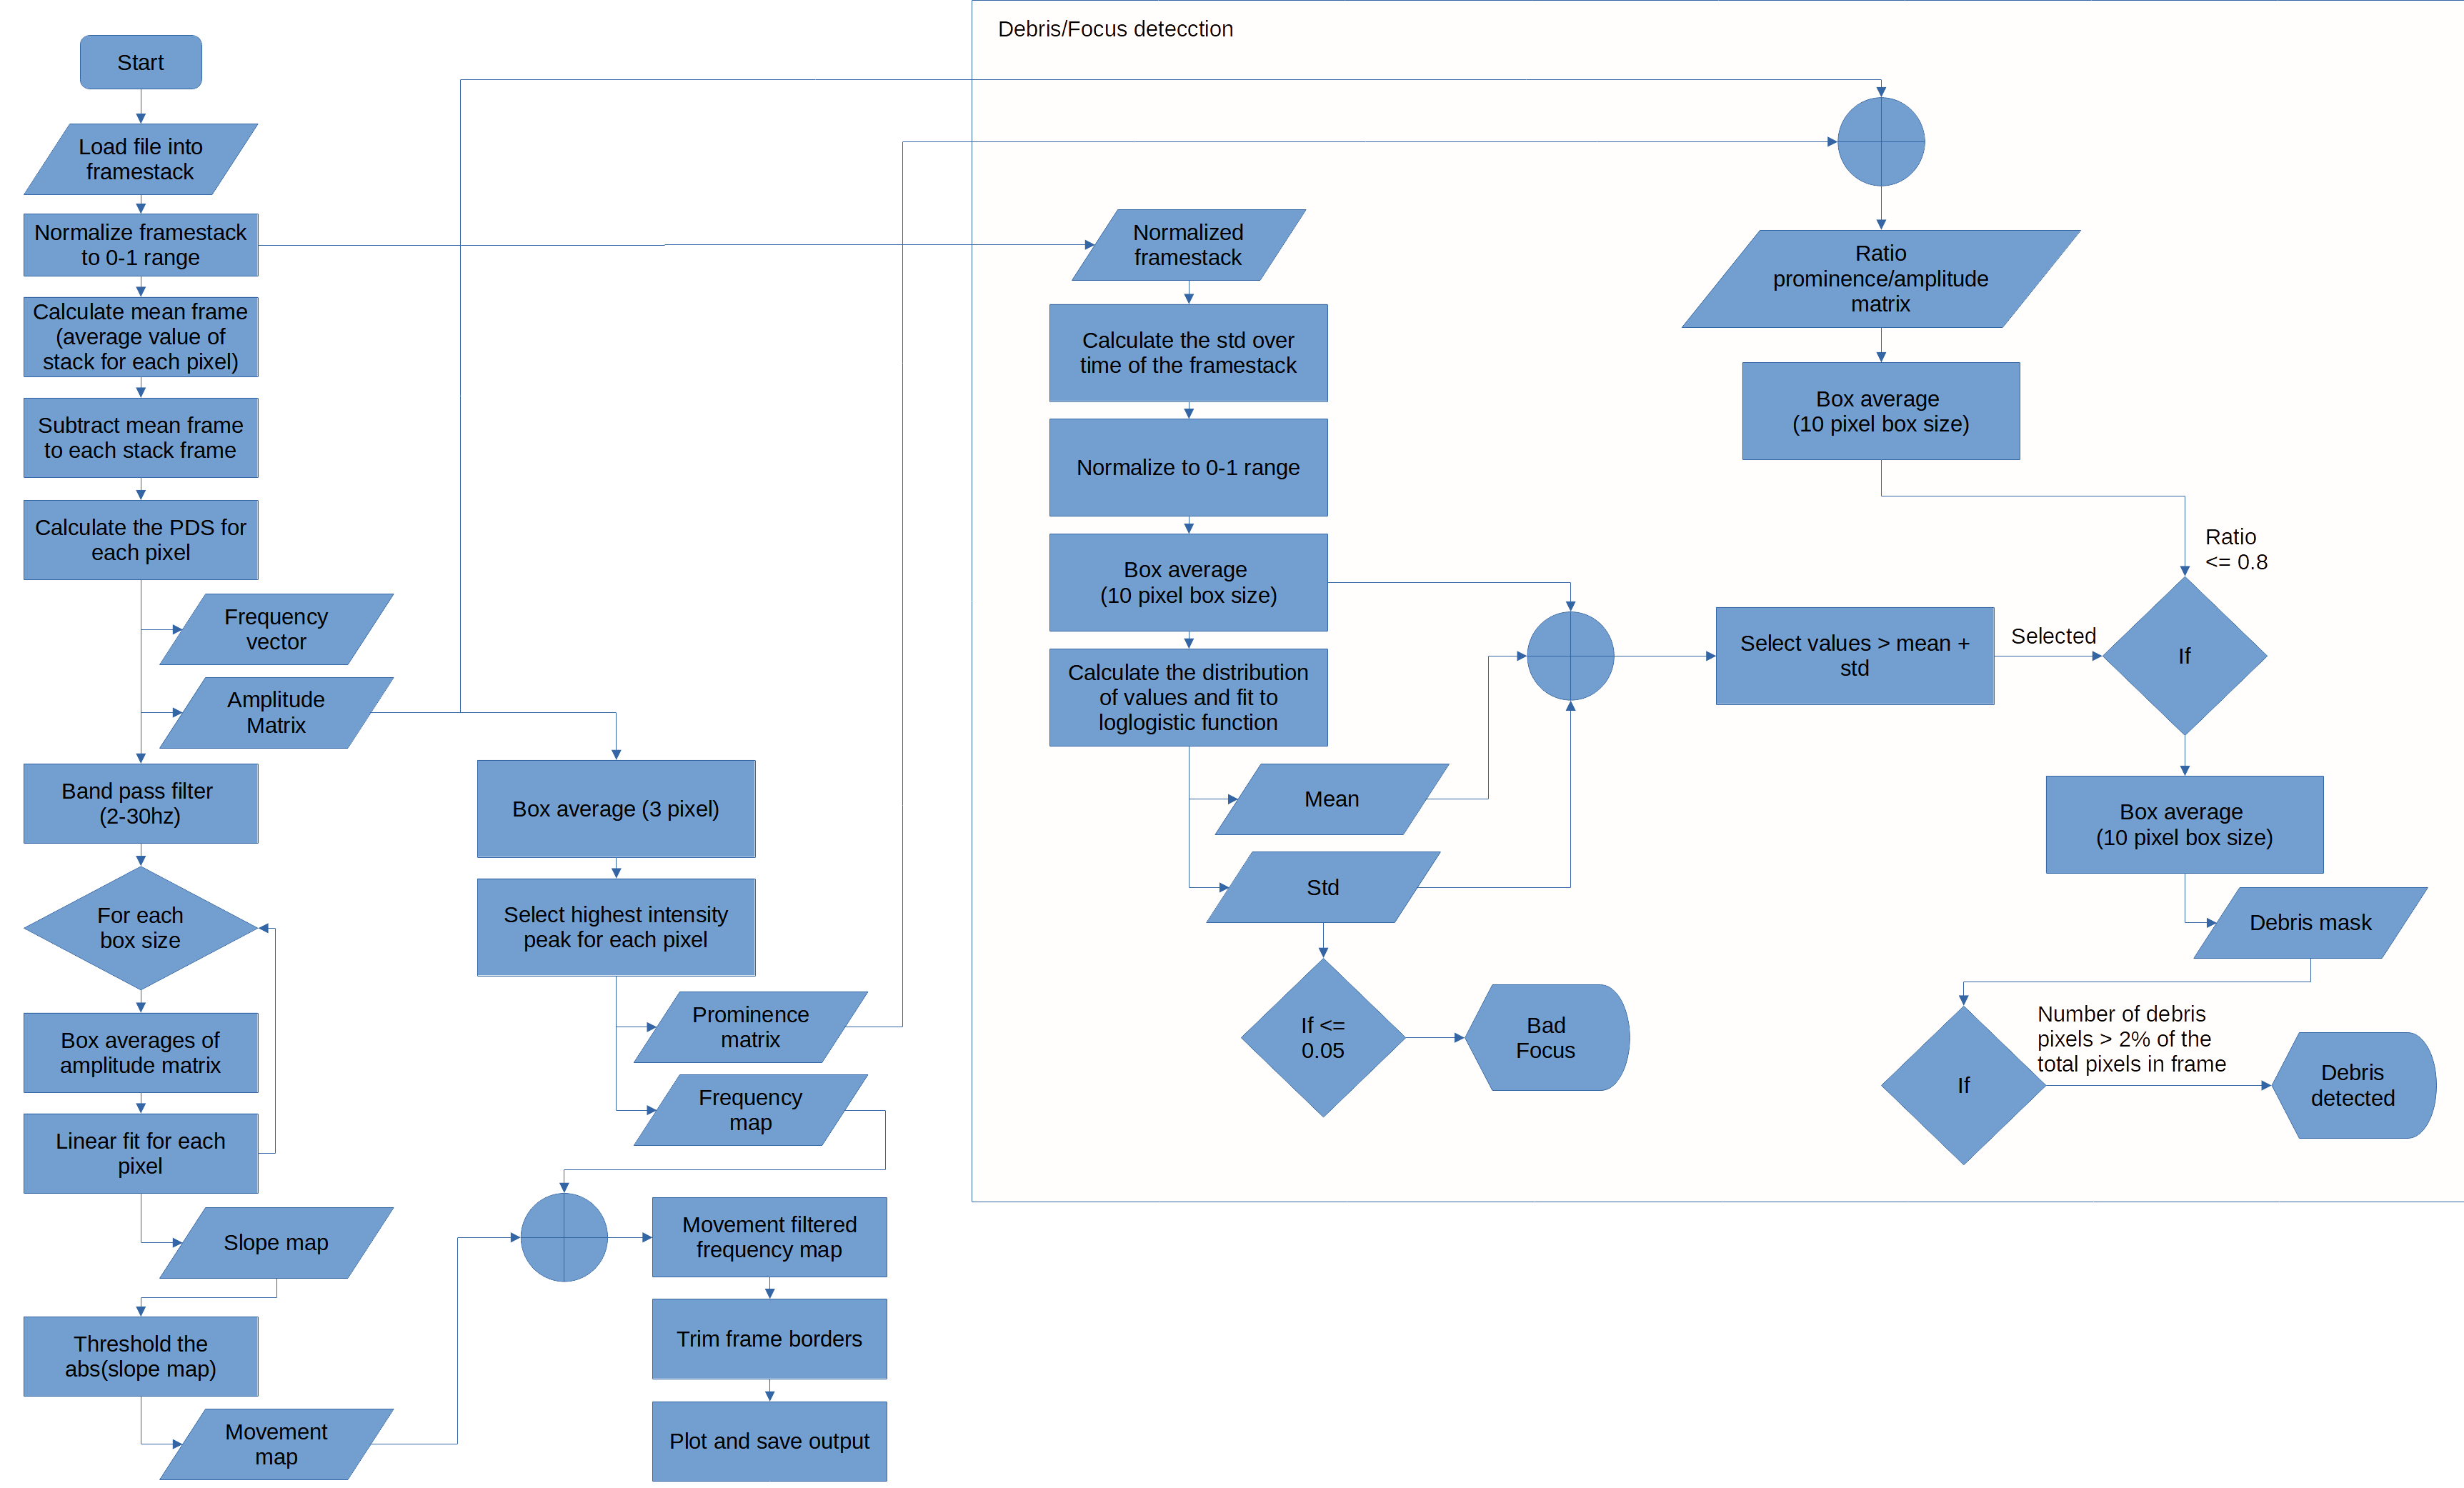 Start
Load file into
framestack
Normalize framestack
to 0-1 range
Calculate mean frame
(average value of
stack for each pixel)
Subtract mean frame
to each stack frame
Calculate the PDS for
each pixel
Frequency
vector
Amplitude
Matrix
Band pass filter
(2-30hz)
For each
box size
Box averages of
amplitude matrix
Linear fit for each
pixel
Slope map
Threshold the
abs(slope map)
Movement
map
Box average (3 pixel)
Select highest intensity
peak for each pixel
Prominence
matrix
Frequency
map
Movement filtered
frequency map
Trim frame borders
Plot and save output
Debris/Focus detecction
Normalized
framestack
Calculate the std over
time of the framestack
Normalize to 0-1 range
Box average
(10 pixel box size)
Calculate the distribution
of values and fit to
loglogistic function
Mean
Std
If <=
0.05
Bad
Focus
Select values > mean +
std
Selected
Ratio
prominence/amplitude
matrix
Box average
(10 pixel box size)
Ratio
<= 0.8
If
Box average
(10 pixel box size)
Debris mask
If
Number of debris
pixels > 2% of the
total pixels in frame
Debris
detected